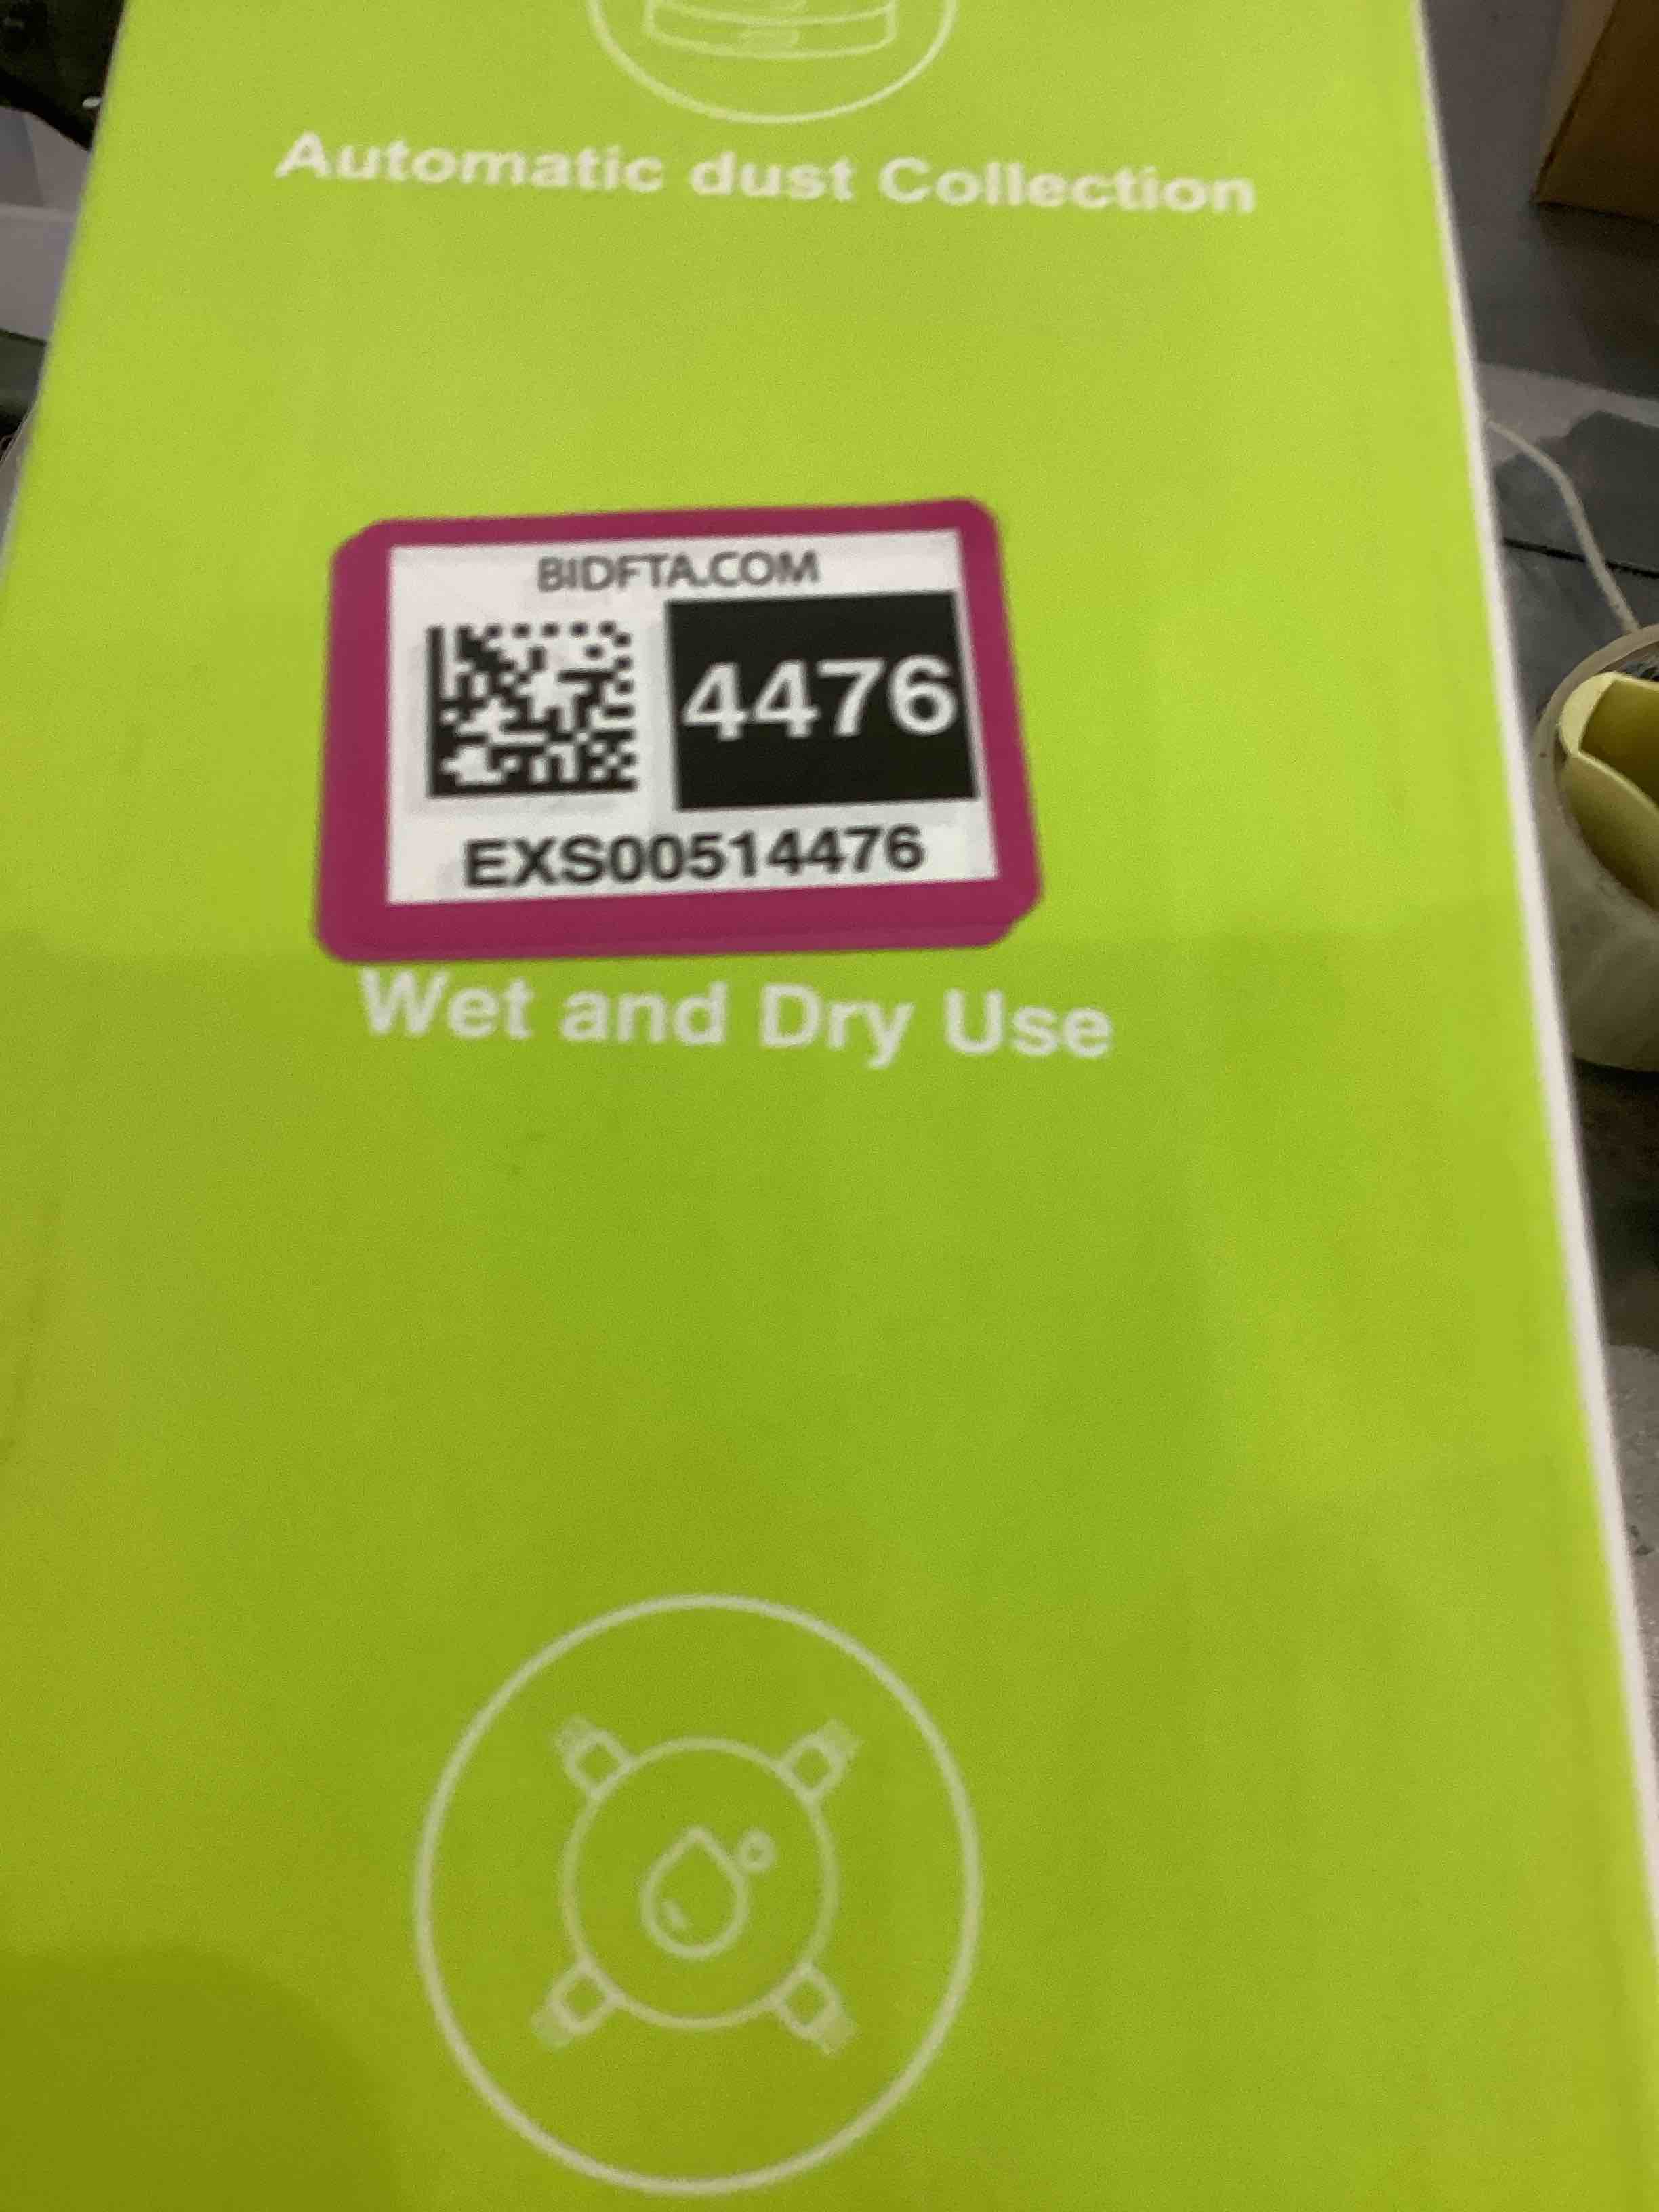 Automatic dust Collection
BIDFTA.COM
4476
EXS00514476
Wet and Dry Use